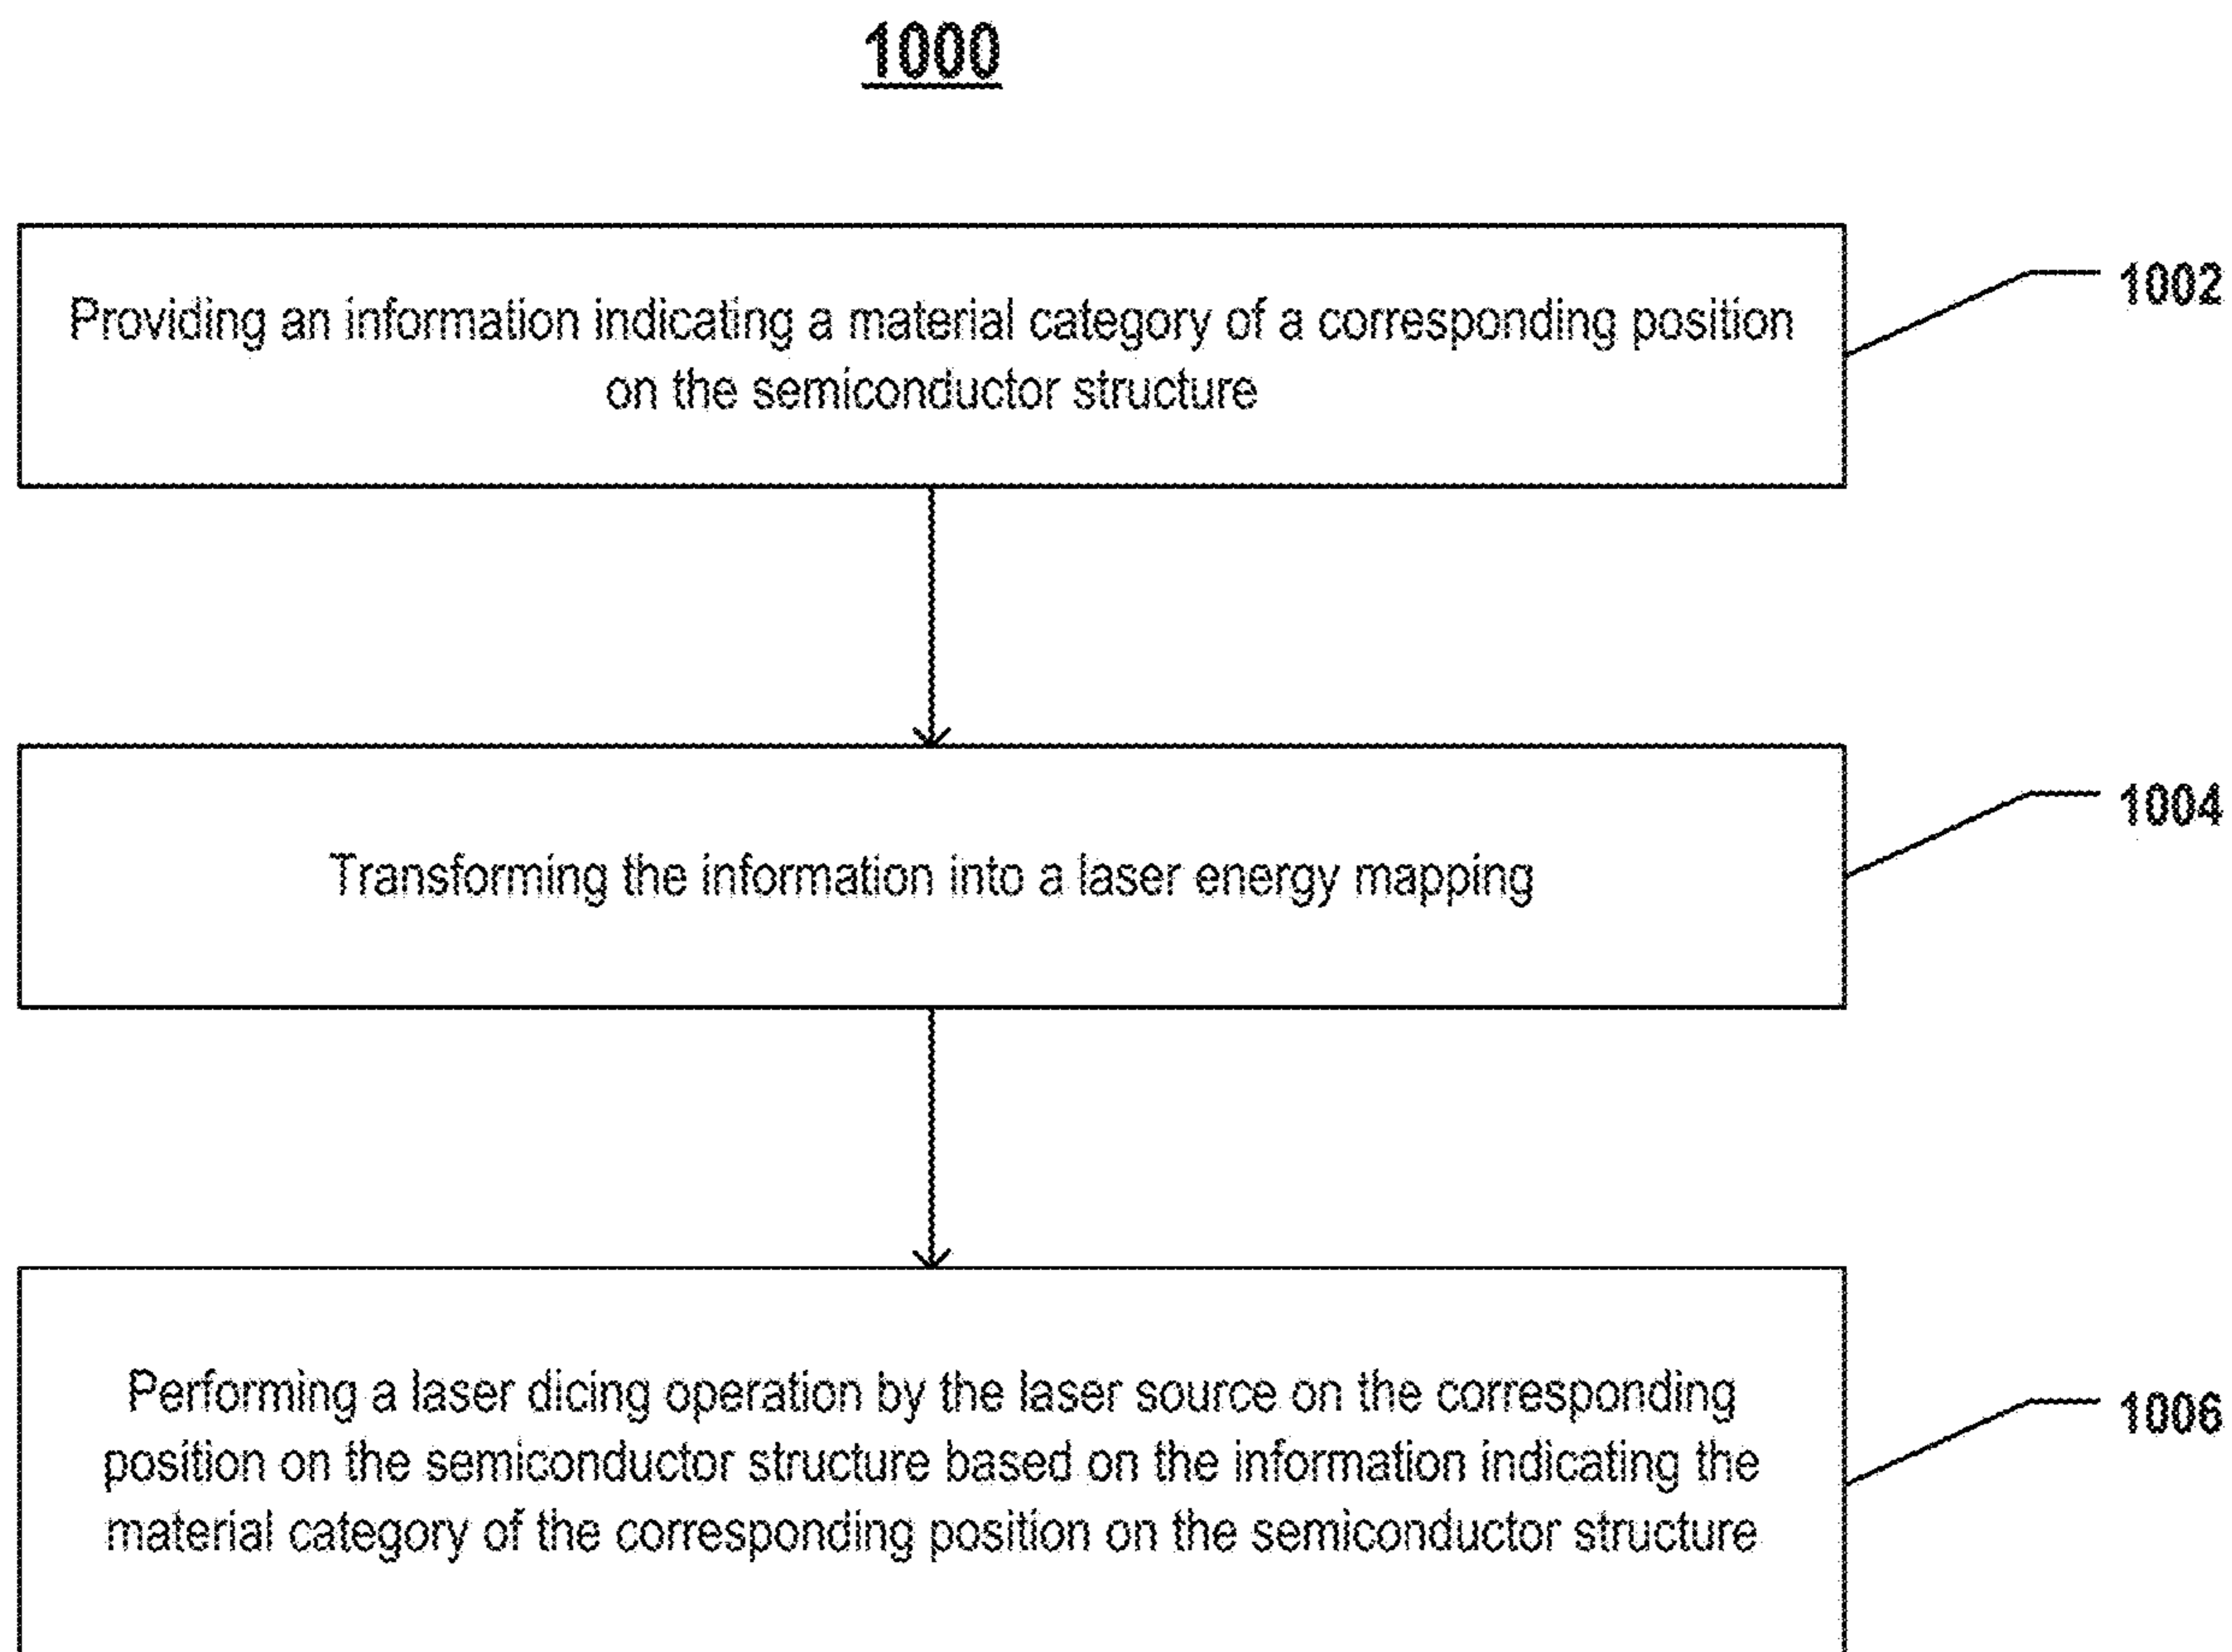 1000
Providing an information indicating a material category of a corresponding position
on the semiconductor structure
1002
Transforming the information into a laser energy mapping
1004
Performing a laser dicing operation by the laser source on the corresponding
position on the semiconductor structure based on the information indicating the
material category of the corresponding position on the semiconductor structure
1006